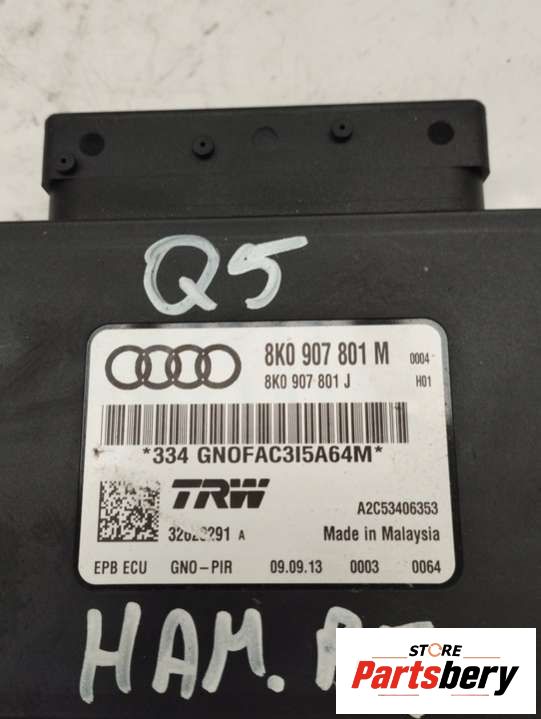 Q5
8K0 907 801 M 0004
8K0 907 801 J H01
*334 GNOFAC3I5A64M*
TRW
A2C53406353
A Made in Malaysia
EPB ECU GNO-PIR 09.09.13 0003 0064
HAM.
STORE
Partsbery